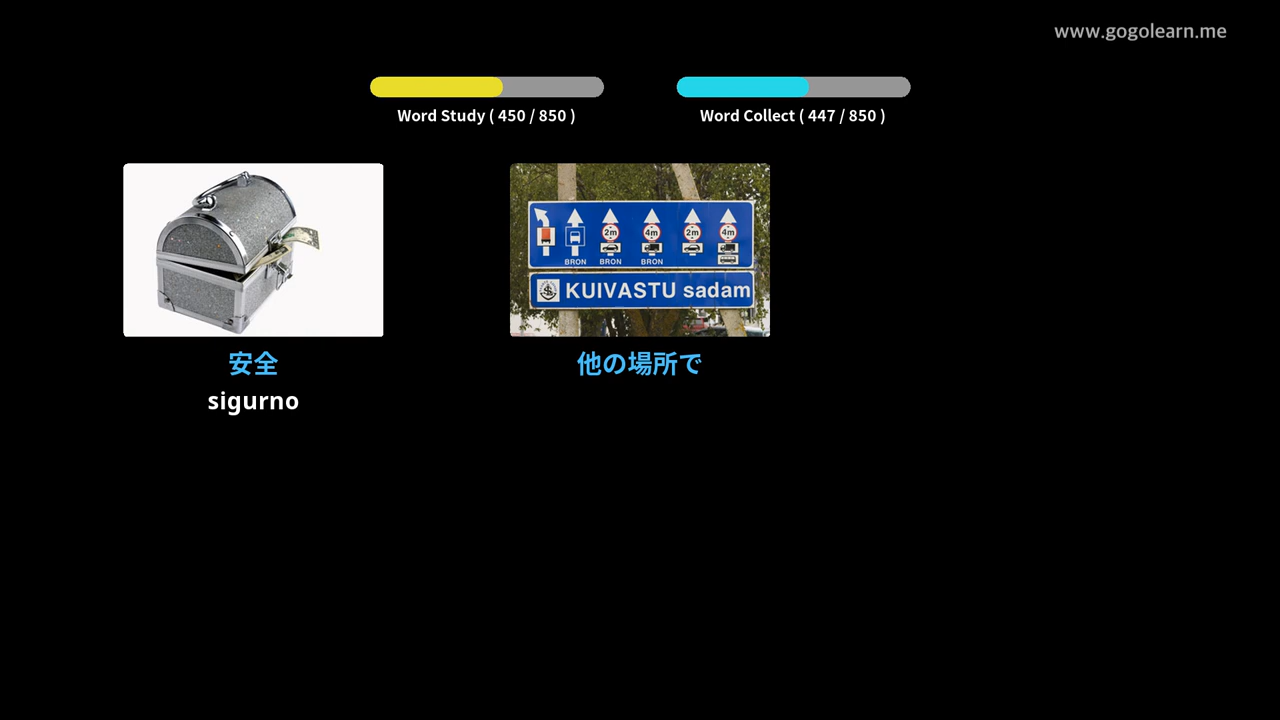 www.gogolearn.me
Word Study ( 450 / 850 )
Word Collect ( 447 / 850 )
2m
4m
2m
4m
BRON
BRON
BRON
KUIVASTU sadam
安全
他の場所で
sigurno